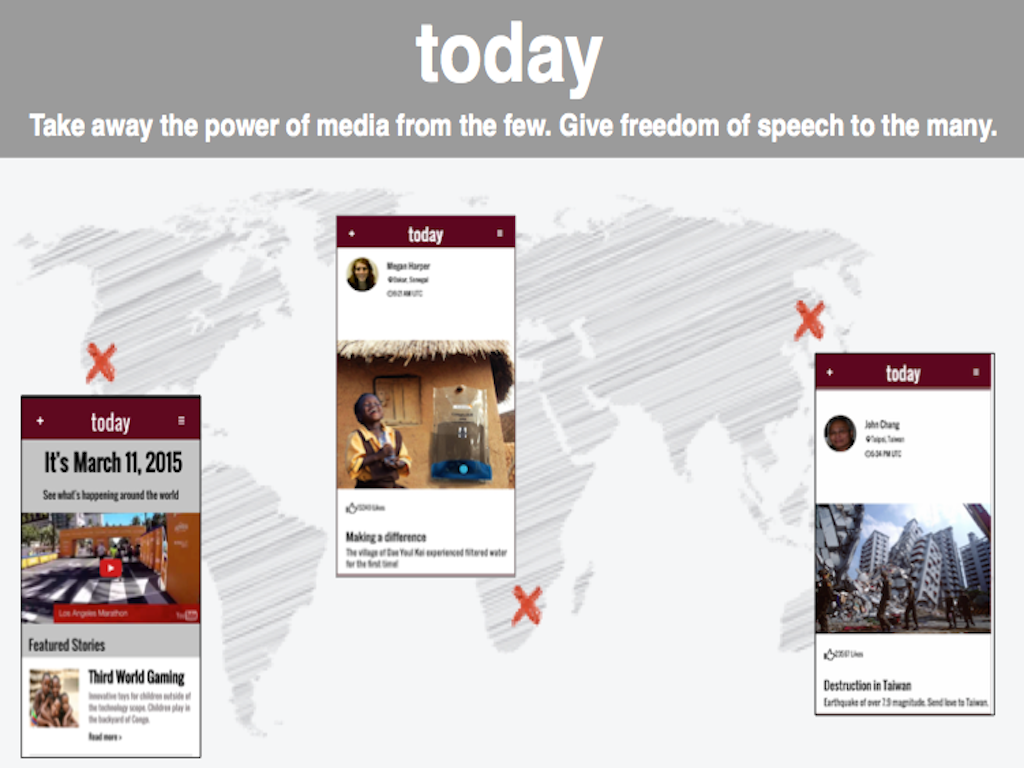 today
Take away the power of media from the few. Give freedom of speech to the many.
today
It's March 11, 2015
See what's happening around the world
Los Angeles Marathon
YouTube
Featured Stories
Third World Gaming
Innovative toys for children outside of
the technology scope. Children play in
the backyard of Congo.
Read more >
today
Megan Harper
Dakar, Senegal
AM UTC
Likes
Making a difference
The village of Dae Youl Kai experienced filtered water
for the first time!
today
John Chang
Taipei, Taiwan
PM UTC
Likes
Destruction in Taiwan
Earthquake of over 7.9 magnitude. Send love to Taiwan.